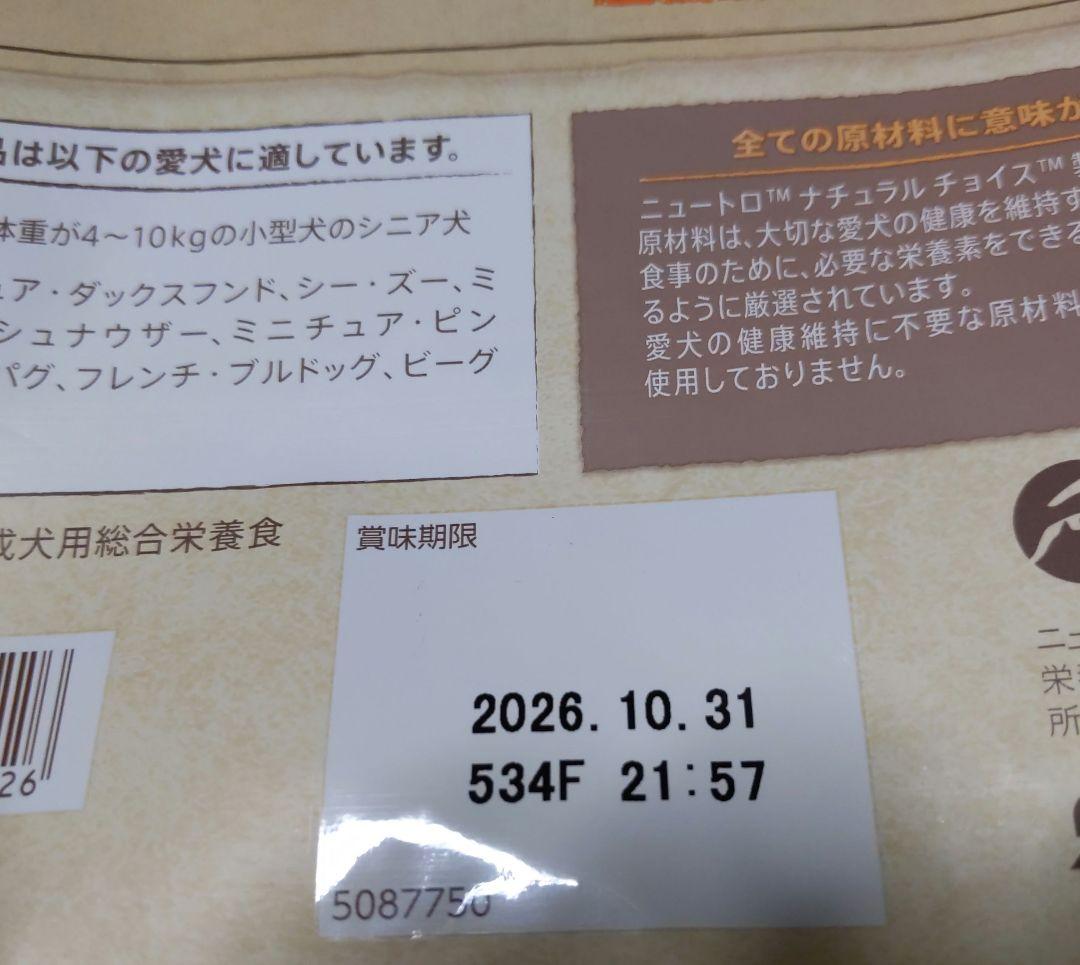 は以下の愛犬に適しています。
体重が4～10kgの小型犬のシニア犬
ュア・ダックスフンド、シー・ズー、ミ
シュナウザー、ミニチュア・ピン
パグ、フレンチ・ブルドッグ、ビーグ
全ての原材料に意味が
ニュートロ™ ナチュラル チョイス™ 製
原材料は、大切な愛犬の健康を維持す
食事のために、必要な栄養素をできる
るように厳選されています。
愛犬の健康維持に不要な原材料
使用しておりません。
成犬用総合栄養食
賞味期限
2026. 10. 31
534F 21:57
5087750
26
ニュ
栄養
所